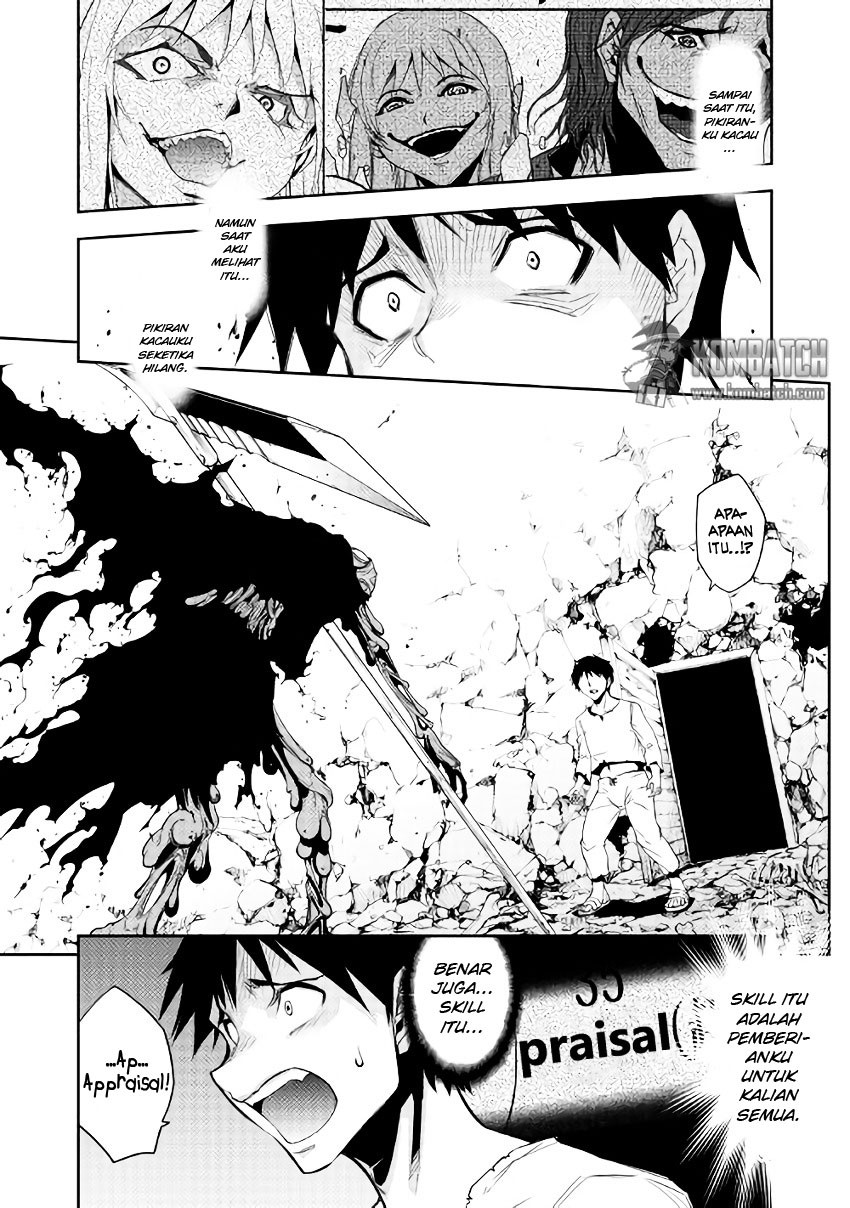 SAMPAI
SAAT ITU,
PIKIRAN-
KU KACAU
...
NAMUN
SAAT
AKU
MELIHAT
ITU...
PIKIRAN
KACAUKU
SEKETIKA
HILANG.
KOMBATCH
www.kombatch.com
APA-
APAAN
ITU..!?
SKILL ITU
ADALAH
PEMBERI-
ANKU
UNTUK
KALIAN
SEMUA.
praisal(
BENAR
JUGA...
SKILL
ITU...
...Ap...
Appraisal!